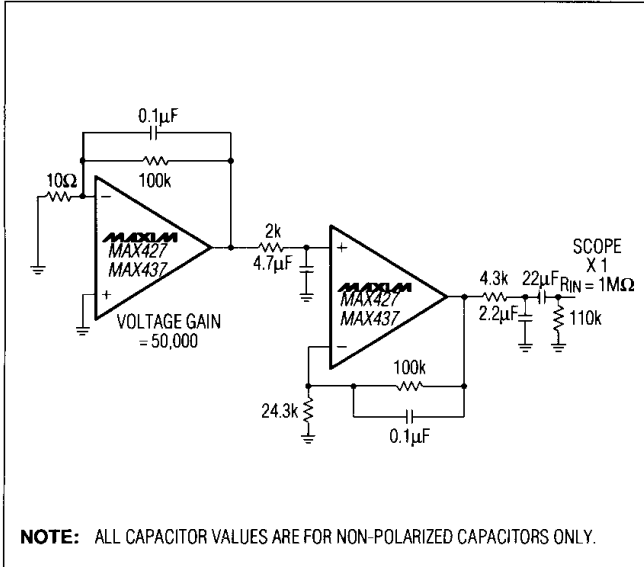 0.1µF
100k
10Ω
−
+
MAXIM
MAX427
MAX437
VOLTAGE GAIN
= 50,000
2k
4.7µF
+
−
MAXIM
MAX427
MAX437
100k
0.1µF
24.3k
4.3k
2.2µF
22µF
SCOPE
X 1
RIN = 1MΩ
110k
NOTE: ALL CAPACITOR VALUES ARE FOR NON-POLARIZED CAPACITORS ONLY.